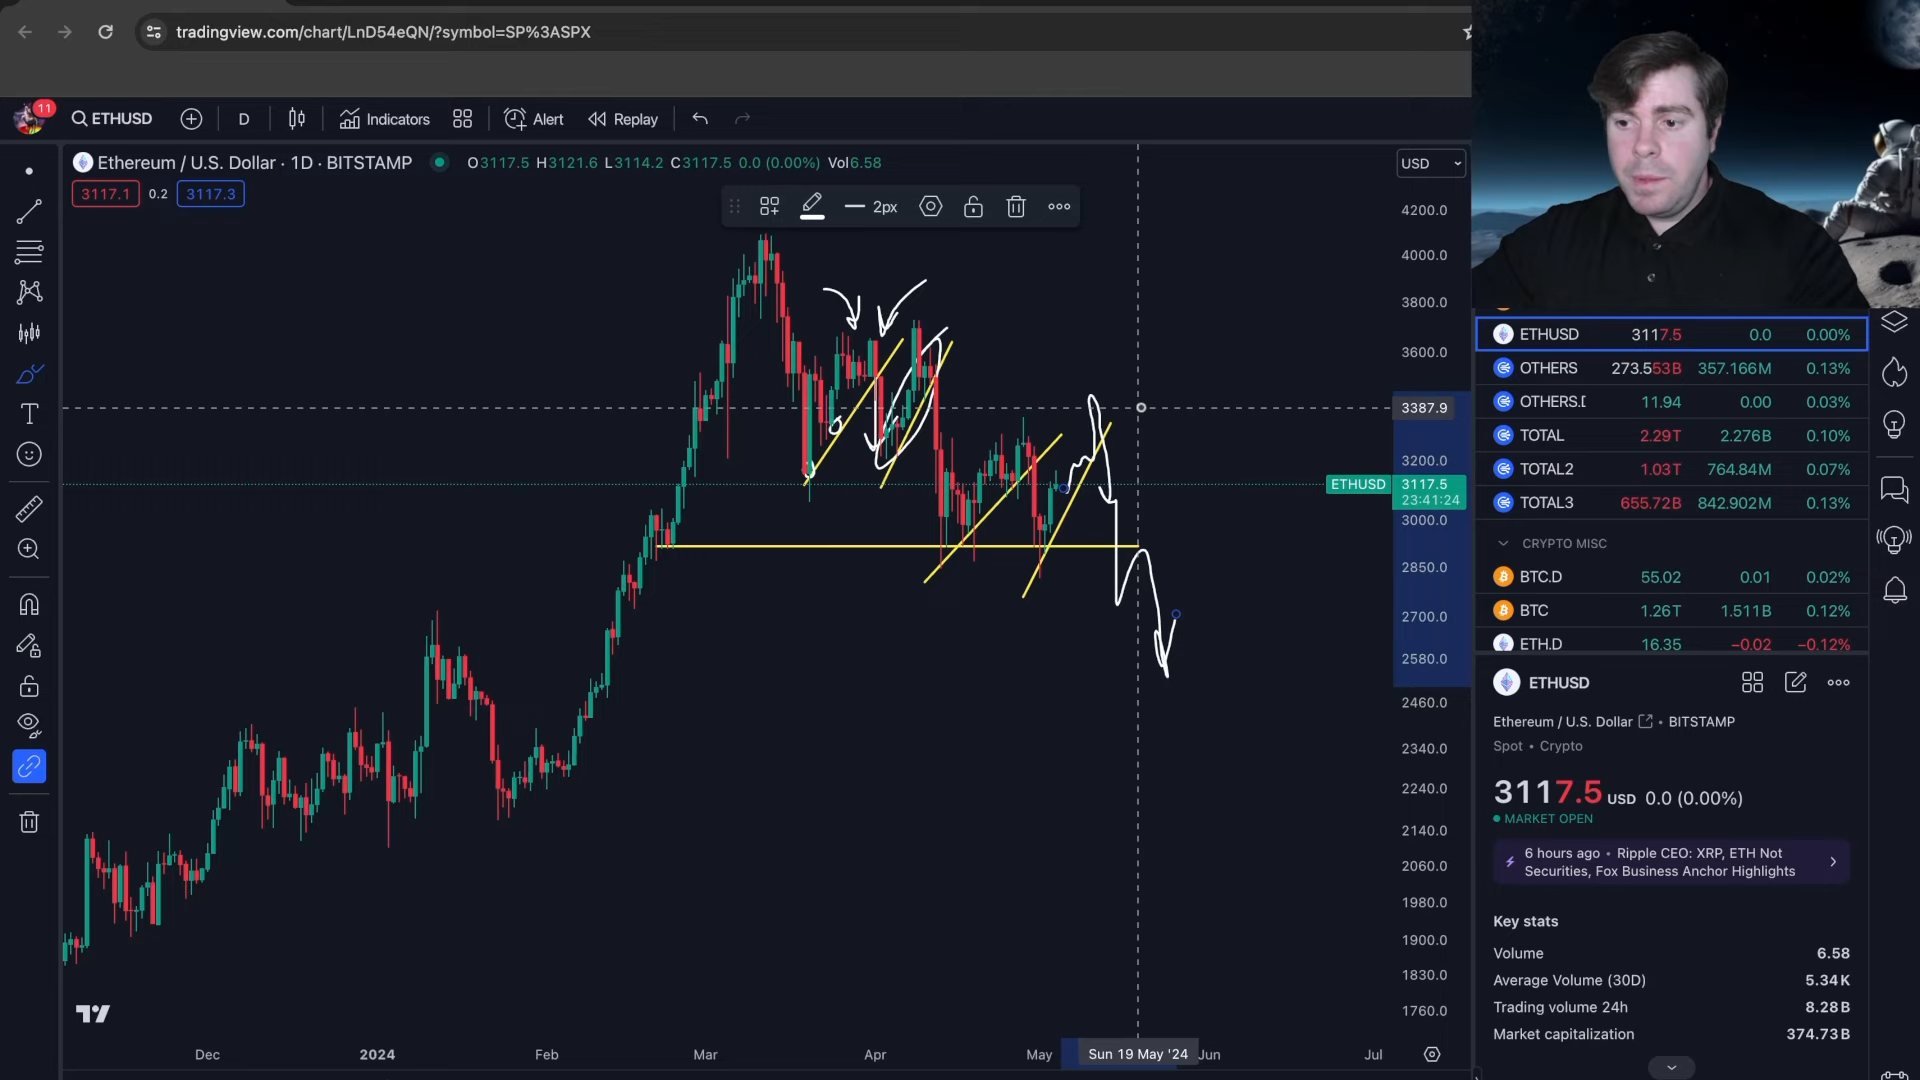 tradingview.com/chart/LnD54eQN/?symbol=SP%3ASPX
11
ETHUSD
D
Indicators
Alert
Replay
Ethereum / U.S. Dollar · 1D · BITSTAMP
O3117.5 H3121.6 L3114.2 C3117.5 0.0 (0.00%) Vol6.58
USD
3117.1 0.2 3117.3
2px
4200.0
4000.0
3800.0
3600.0
3387.9
3200.0
ETHUSD 3117.5
23:41:24
3000.0
2850.0
2700.0
2580.0
2460.0
2340.0
2240.0
2140.0
2060.0
1980.0
1900.0
1830.0
1760.0
Dec 2024 Feb Mar Apr May Sun 19 May '24 Jun Jul
ETHUSD 3117.5 0.0 0.00%
OTHERS 273.553B 357.166M 0.13%
OTHERS.D 11.94 0.00 0.03%
TOTAL 2.29T 2.276B 0.10%
TOTAL2 1.03T 764.84M 0.07%
TOTAL3 655.72B 842.902M 0.13%
CRYPTO MISC
BTC.D 55.02 0.01 0.02%
BTC 1.26T 1.511B 0.12%
ETH.D 16.35 −0.02 −0.12%
ETHUSD
Ethereum / U.S. Dollar • BITSTAMP
Spot • Crypto
3117.5 USD 0.0 (0.00%)
MARKET OPEN
6 hours ago • Ripple CEO: XRP, ETH Not
Securities, Fox Business Anchor Highlights
Key stats
Volume 6.58
Average Volume (30D) 5.34K
Trading volume 24h 8.28B
Market capitalization 374.73B